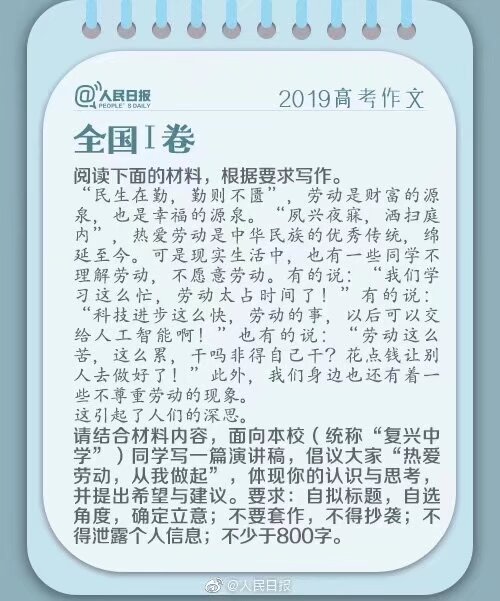 @人民日报
PEOPLE'S DAILY
2019高考作文
全国I卷
阅读下面的材料，根据要求写作。
“民生在勤，勤则不匮”，劳动是财富的源
泉，也是幸福的源泉。“夙兴夜寐，洒扫庭
内”，热爱劳动是中华民族的优秀传统，绵
延至今。可是现实生活中，也有一些同学不
理解劳动，不愿意劳动。有的说：“我们学
习这么忙，劳动太占时间了！”有的说：
“科技进步这么快，劳动的事，以后可以交
给人工智能啊！”也有的说：“劳动这么
苦，这么累，干吗非得自己干？花点钱让别
人去做好了！”此外，我们身边也还有着一
些不尊重劳动的现象。
这引起了人们的深思。
请结合材料内容，面向本校（统称“复兴中
学”）同学写一篇演讲稿，倡议大家“热爱
劳动，从我做起”，体现你的认识与思考，
并提出希望与建议。要求：自拟标题，自选
角度，确定立意；不要套作，不得抄袭；不
得泄露个人信息；不少于800字。
@人民日报